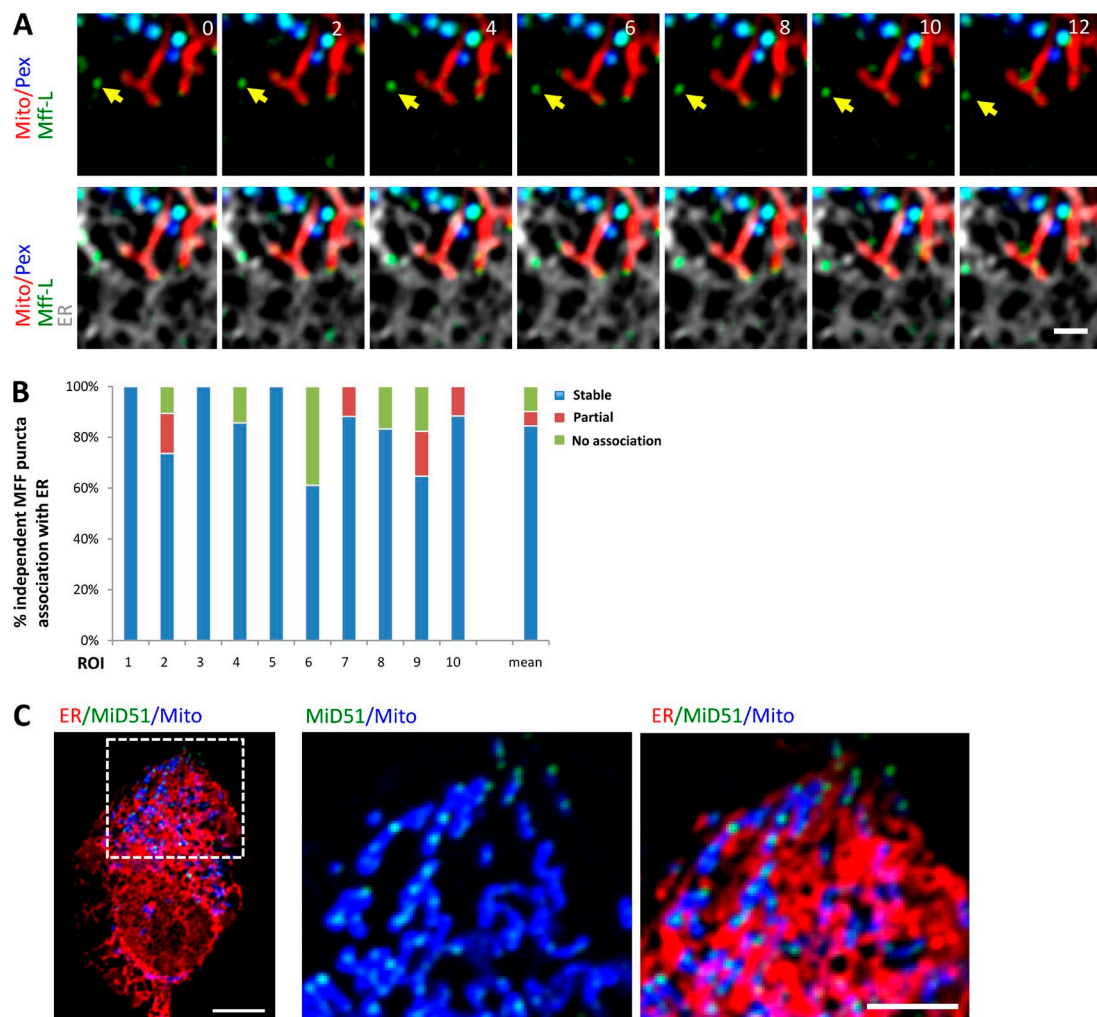 A
0 2 4 6 8 10 12
Mito/Pex
Mff-L
Mito/Pex
Mff-L
ER
B
% independent MFF puncta
association with ER
100%
80%
60%
40%
20%
0%
Stable
Partial
No association
ROI 1 2 3 4 5 6 7 8 9 10 mean
C
ER/MiD51/Mito
MiD51/Mito
ER/MiD51/Mito